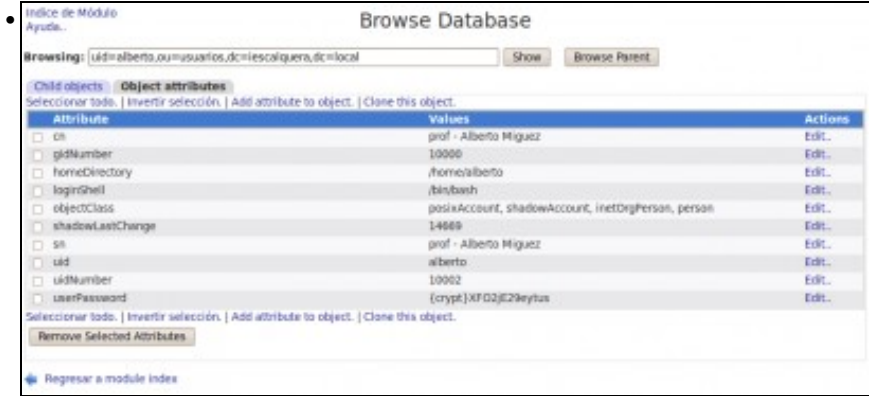 Indice de Módulo
Ayuda..
Browse Database
Browsing: uid=alberto,ou=usuarios,dc=iescalquera,dc=local Show Browse Parent
Child objects Object attributes
Seleccionar todo. | Invertir selección. | Add attribute to object. | Clone this object.
Attribute Values Actions
cn prof - Alberto Miguez Edit..
gidNumber 10000 Edit..
homeDirectory /home/alberto Edit..
loginShell /bin/bash Edit..
objectClass posixAccount, shadowAccount, inetOrgPerson, person Edit..
shadowLastChange 14669 Edit..
sn prof - Alberto Miguez Edit..
uid alberto Edit..
uidNumber 10002 Edit..
userPassword {crypt}XFO2jE29eytus Edit..
Seleccionar todo. | Invertir selección. | Add attribute to object. | Clone this object.
Remove Selected Attributes
Regresar a module index